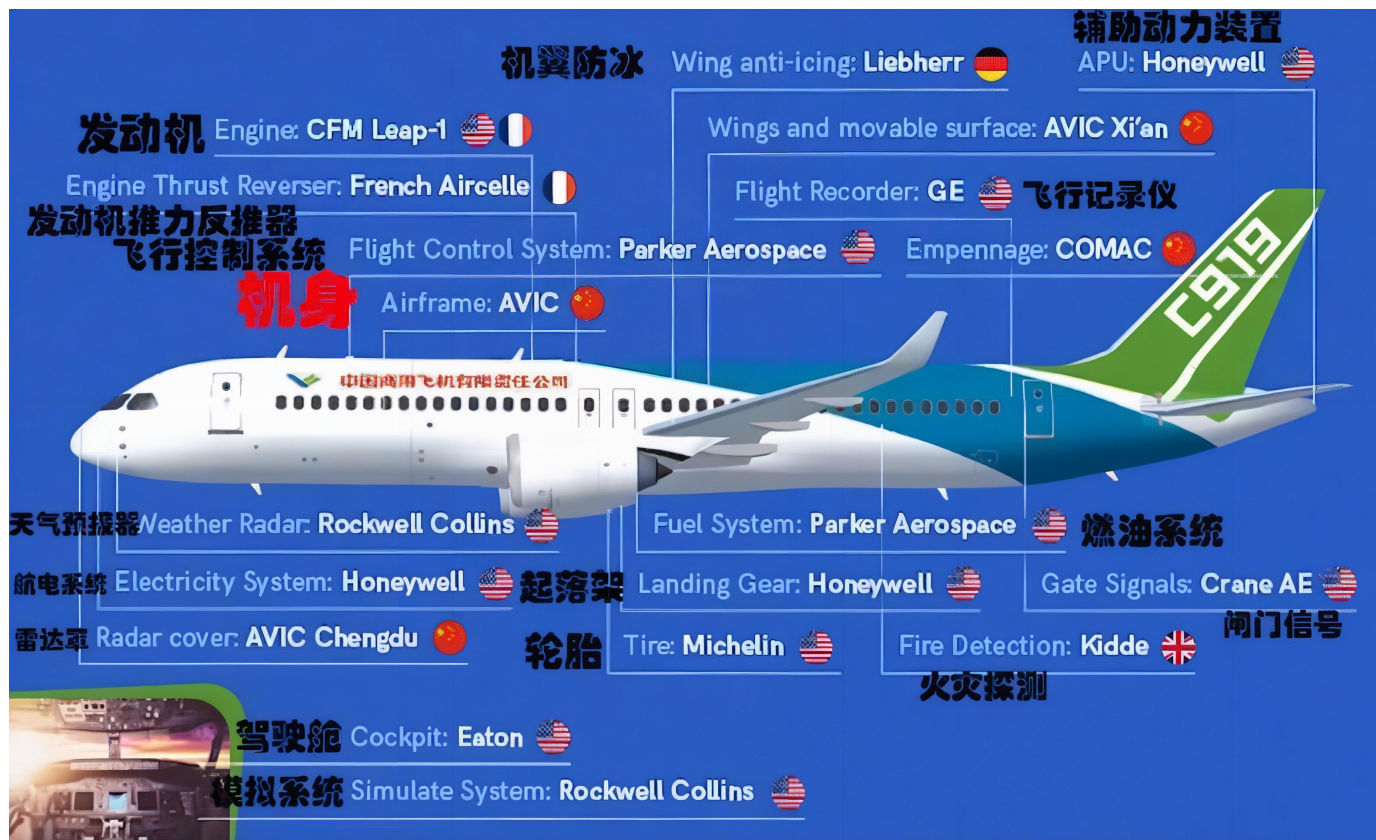 辅助动力装置
机翼防冰 Wing anti-icing: Liebherr
APU: Honeywell
发动机 Engine: CFM Leap-1
Wings and movable surface: AVIC Xi'an
Engine Thrust Reverser: French Aircelle
Flight Recorder: GE 飞行记录仪
发动机推力反推器
飞行控制系统 Flight Control System: Parker Aerospace
Empennage: COMAC
C919
机身 Airframe: AVIC
中国商用飞机有限责任公司
天气预报器 Weather Radar: Rockwell Collins
Fuel System: Parker Aerospace 燃油系统
航电系统 Electricity System: Honeywell
起落架 Landing Gear: Honeywell
Gate Signals: Crane AE
闸门信号
雷达罩 Radar cover: AVIC Chengdu
轮胎 Tire: Michelin
Fire Detection: Kidde
火灾探测
驾驶舱 Cockpit: Eaton
模拟系统 Simulate System: Rockwell Collins